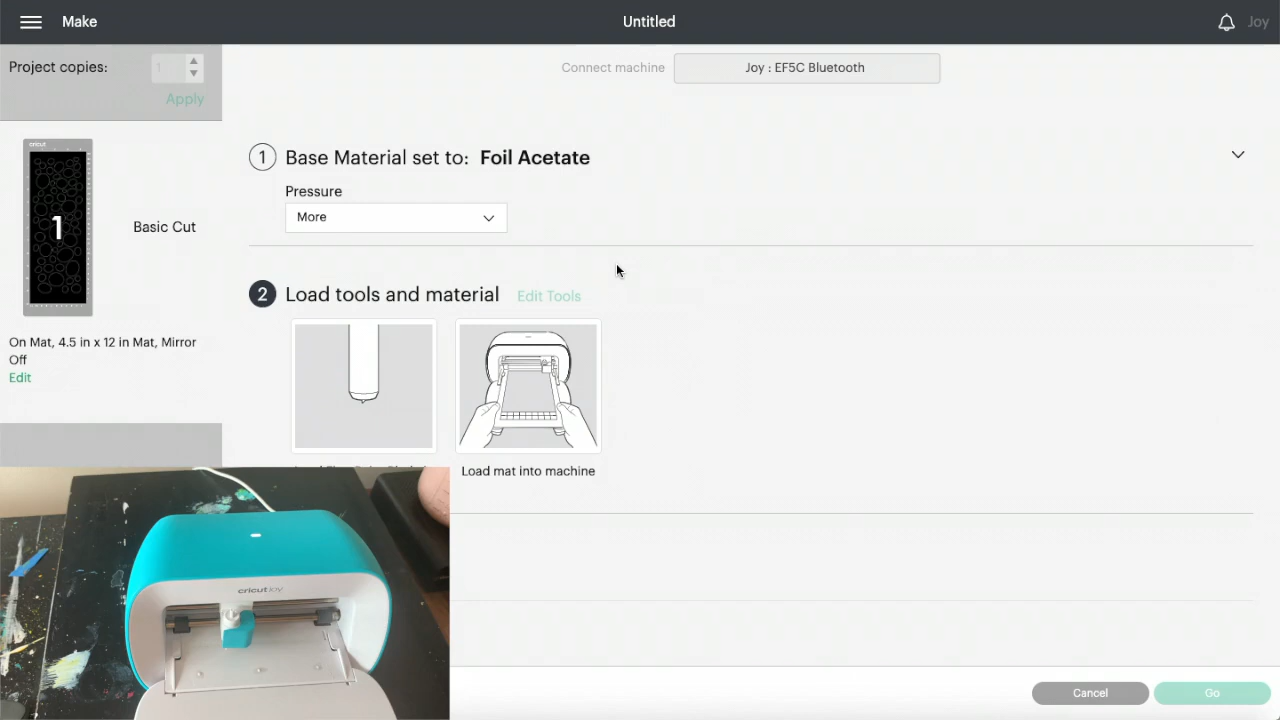 Make
Untitled
Joy
Project copies:
1
Apply
Connect machine
Joy : EF5C Bluetooth
cricut
1
Basic Cut
On Mat, 4.5 in x 12 in Mat, Mirror
Off
Edit
1 Base Material set to: Foil Acetate
Pressure
More
2 Load tools and material Edit Tools
Load mat into machine
cricut joy
Cancel
Go